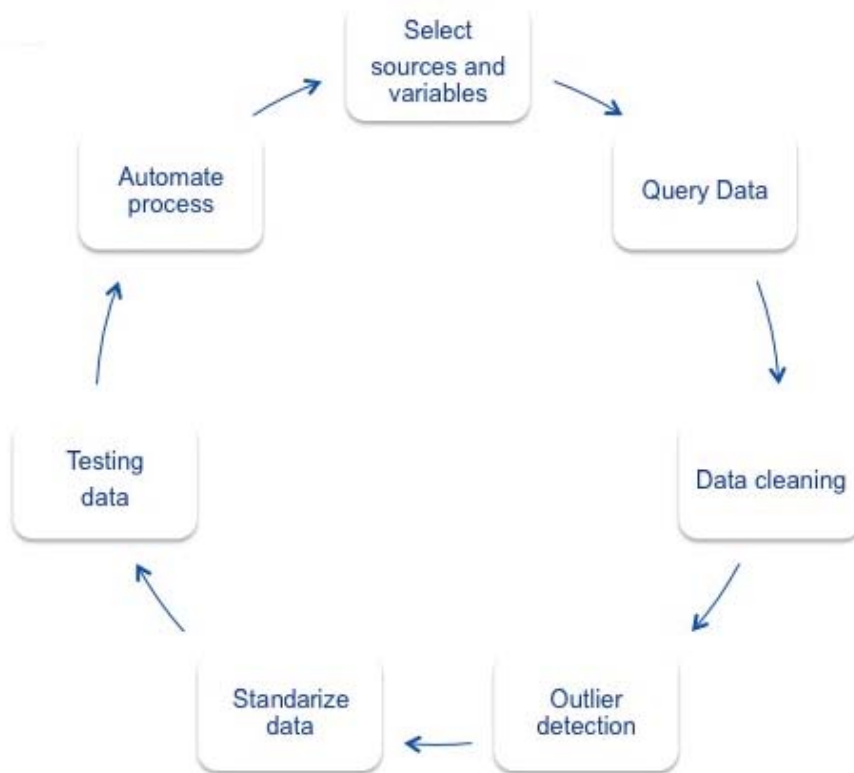 Select
sources and
variables
Query Data
Data cleaning
Outlier
detection
Standarize
data
Testing
data
Automate
process